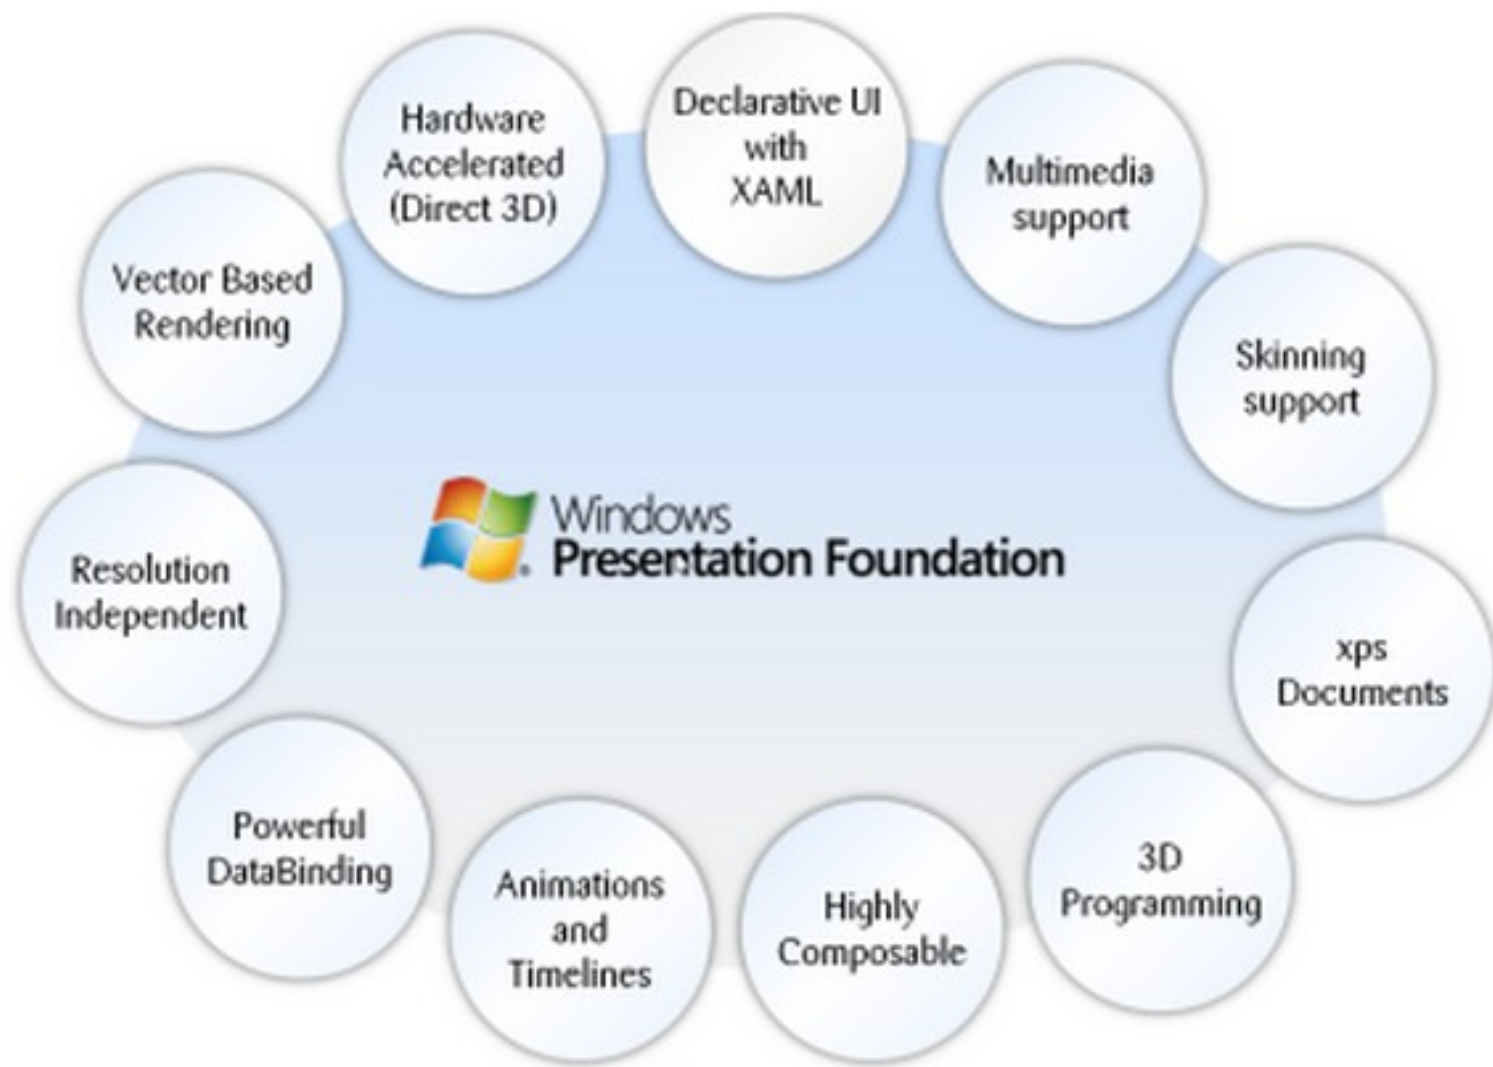 Declarative UI
with
XAML
Multimedia
support
Skinning
support
xps
Documents
3D
Programming
Highly
Composable
Animations
and
Timelines
Powerful
DataBinding
Resolution
Independent
Vector Based
Rendering
Hardware
Accelerated
(Direct 3D)
Windows
Presentation Foundation